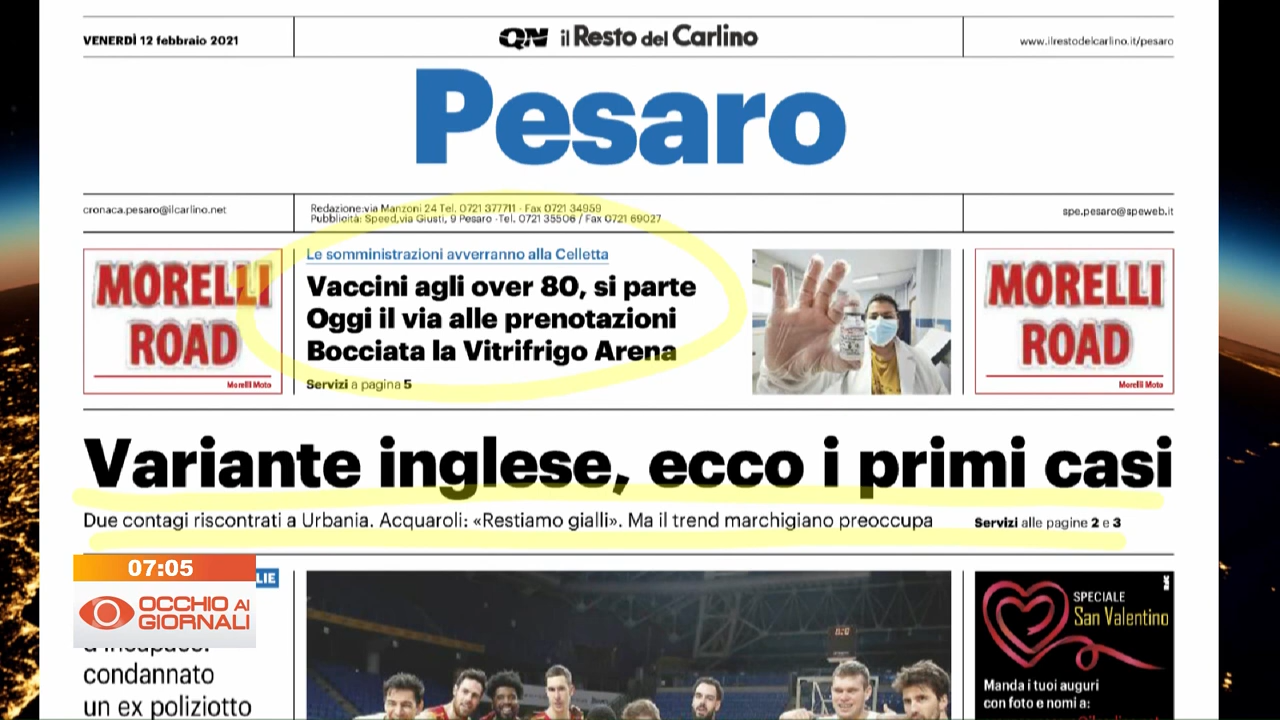 VENERDÌ 12 febbraio 2021
QN il Resto del Carlino
www.ilrestodelcarlino.it/pesaro
Pesaro
cronaca.pesaro@ilcarlino.net
Redazione:via Manzoni 24 Tel. 0721 377711 - Fax 0721 34959
Pubblicità: Speed,via Giusti, 9 Pesaro -Tel. 0721 35506 / Fax 0721 69027
spe.pesaro@speweb.it
MORELLI
ROAD
Morelli Moto
Le somministrazioni avverranno alla Celletta
Vaccini agli over 80, si parte
Oggi il via alle prenotazioni
Bocciata la Vitrifrigo Arena
Servizi a pagina 5
MORELLI
ROAD
Morelli Moto
Variante inglese, ecco i primi casi
Due contagi riscontrati a Urbania. Acquaroli: «Restiamo gialli». Ma il trend marchigiano preoccupa
Servizi alle pagine 2 e 3
07:05
OCCHIO AI
GIORNALI
condannato
un ex poliziotto
SPECIALE
San Valentino
Manda i tuoi auguri
con foto e nomi a: